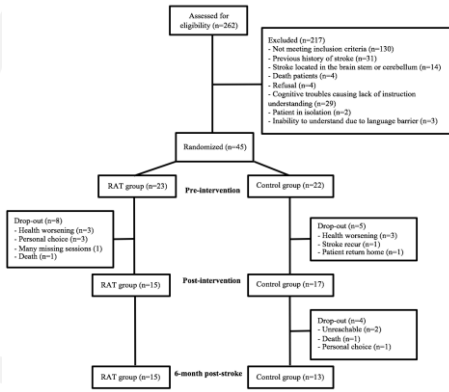 Assessed for
eligibility (n=262)
Excluded (n=217)
- Not meeting inclusion criteria (n=130)
- Previous history of stroke (n=31)
- Stroke located in the brain stem or cerebellum (n=14)
- Death patients (n=4)
- Refusal (n=4)
- Cognitive troubles causing lack of instruction
understanding (n=29)
- Patient in isolation (n=2)
- Inability to understand due to language barrier (n=3)
Randomized (n=45)
RAT group (n=23)
Pre-intervention
Control group (n=22)
Drop-out (n=8)
- Health worsening (n=3)
- Personal choice (n=3)
- Many missing sessions (1)
- Death (n=1)
Drop-out (n=5)
- Health worsening (n=3)
- Stroke recur (n=1)
- Patient return home (n=1)
RAT group (n=15)
Post-intervention
Control group (n=17)
Drop-out (n=4)
- Unreachable (n=2)
- Death (n=1)
- Personal choice (n=1)
RAT group (n=15)
6-month post-stroke
Control group (n=13)